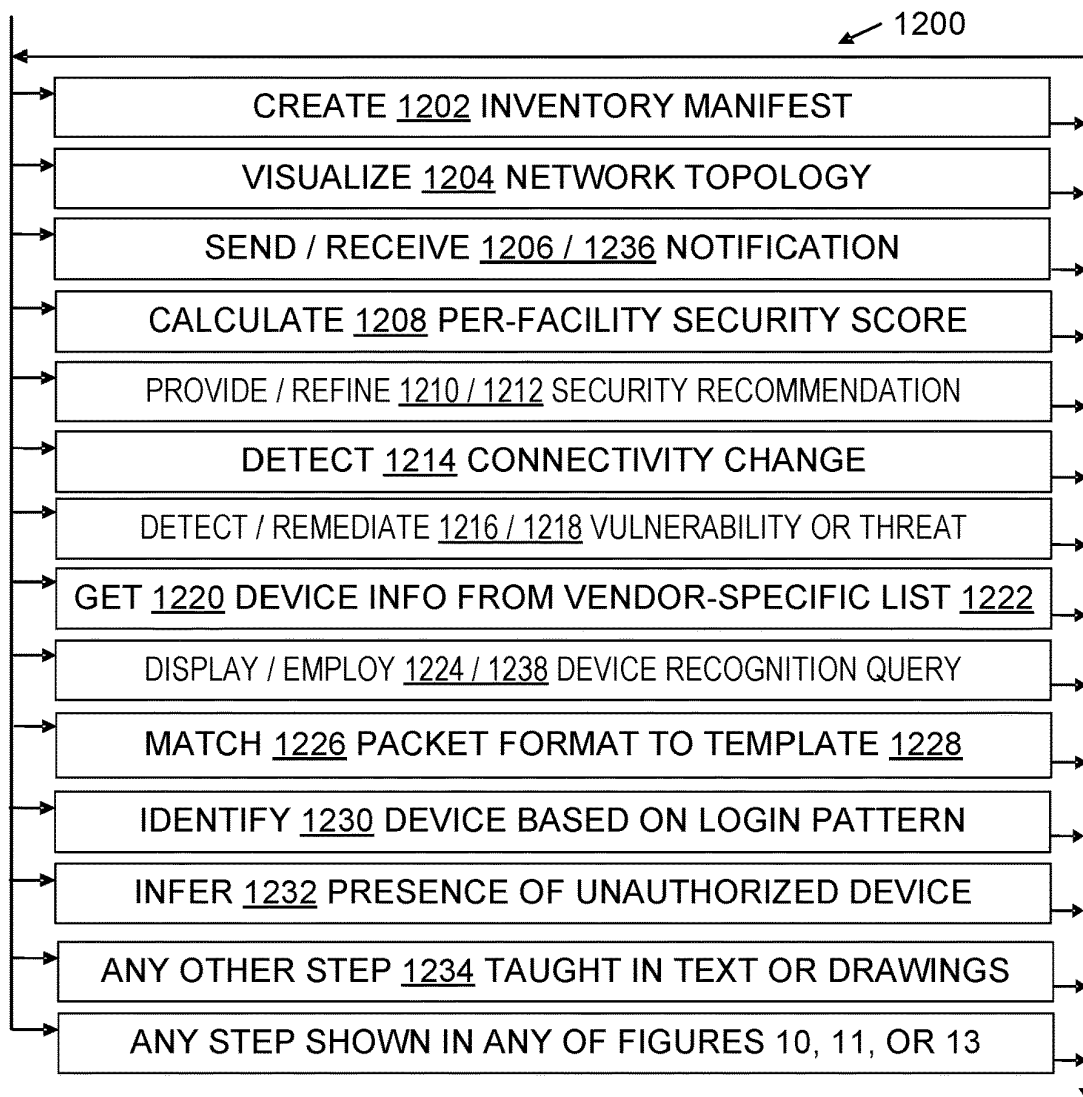 1200
CREATE 1202 INVENTORY MANIFEST
VISUALIZE 1204 NETWORK TOPOLOGY
SEND / RECEIVE 1206 / 1236 NOTIFICATION
CALCULATE 1208 PER-FACILITY SECURITY SCORE
PROVIDE / REFINE 1210 / 1212 SECURITY RECOMMENDATION
DETECT 1214 CONNECTIVITY CHANGE
DETECT / REMEDIATE 1216 / 1218 VULNERABILITY OR THREAT
GET 1220 DEVICE INFO FROM VENDOR-SPECIFIC LIST 1222
DISPLAY / EMPLOY 1224 / 1238 DEVICE RECOGNITION QUERY
MATCH 1226 PACKET FORMAT TO TEMPLATE 1228
IDENTIFY 1230 DEVICE BASED ON LOGIN PATTERN
INFER 1232 PRESENCE OF UNAUTHORIZED DEVICE
ANY OTHER STEP 1234 TAUGHT IN TEXT OR DRAWINGS
ANY STEP SHOWN IN ANY OF FIGURES 10, 11, OR 13